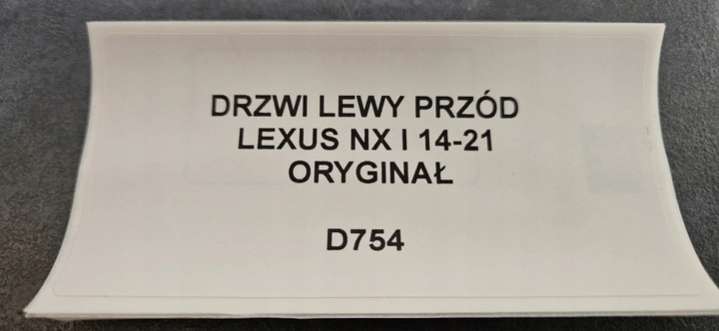 DRZWI LEWY PRZÓD
LEXUS NX I 14-21
ORYGINAŁ
D754